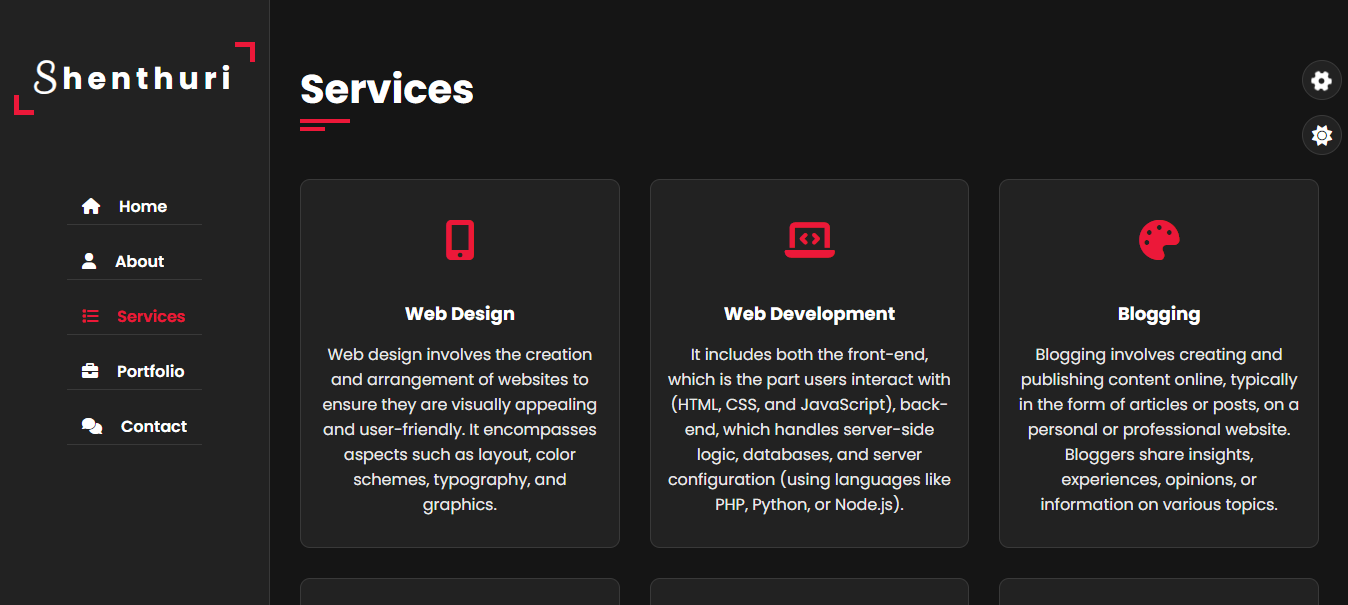 Shenthuri
Home
About
Services
Portfolio
Contact
Services
Web Design
Web design involves the creation
and arrangement of websites to
ensure they are visually appealing
and user-friendly. It encompasses
aspects such as layout, color
schemes, typography, and
graphics.
Web Development
It includes both the front-end,
which is the part users interact with
(HTML, CSS, and JavaScript), back-
end, which handles server-side
logic, databases, and server
configuration (using languages like
PHP, Python, or Node.js).
Blogging
Blogging involves creating and
publishing content online, typically
in the form of articles or posts, on a
personal or professional website.
Bloggers share insights,
experiences, opinions, or
information on various topics.